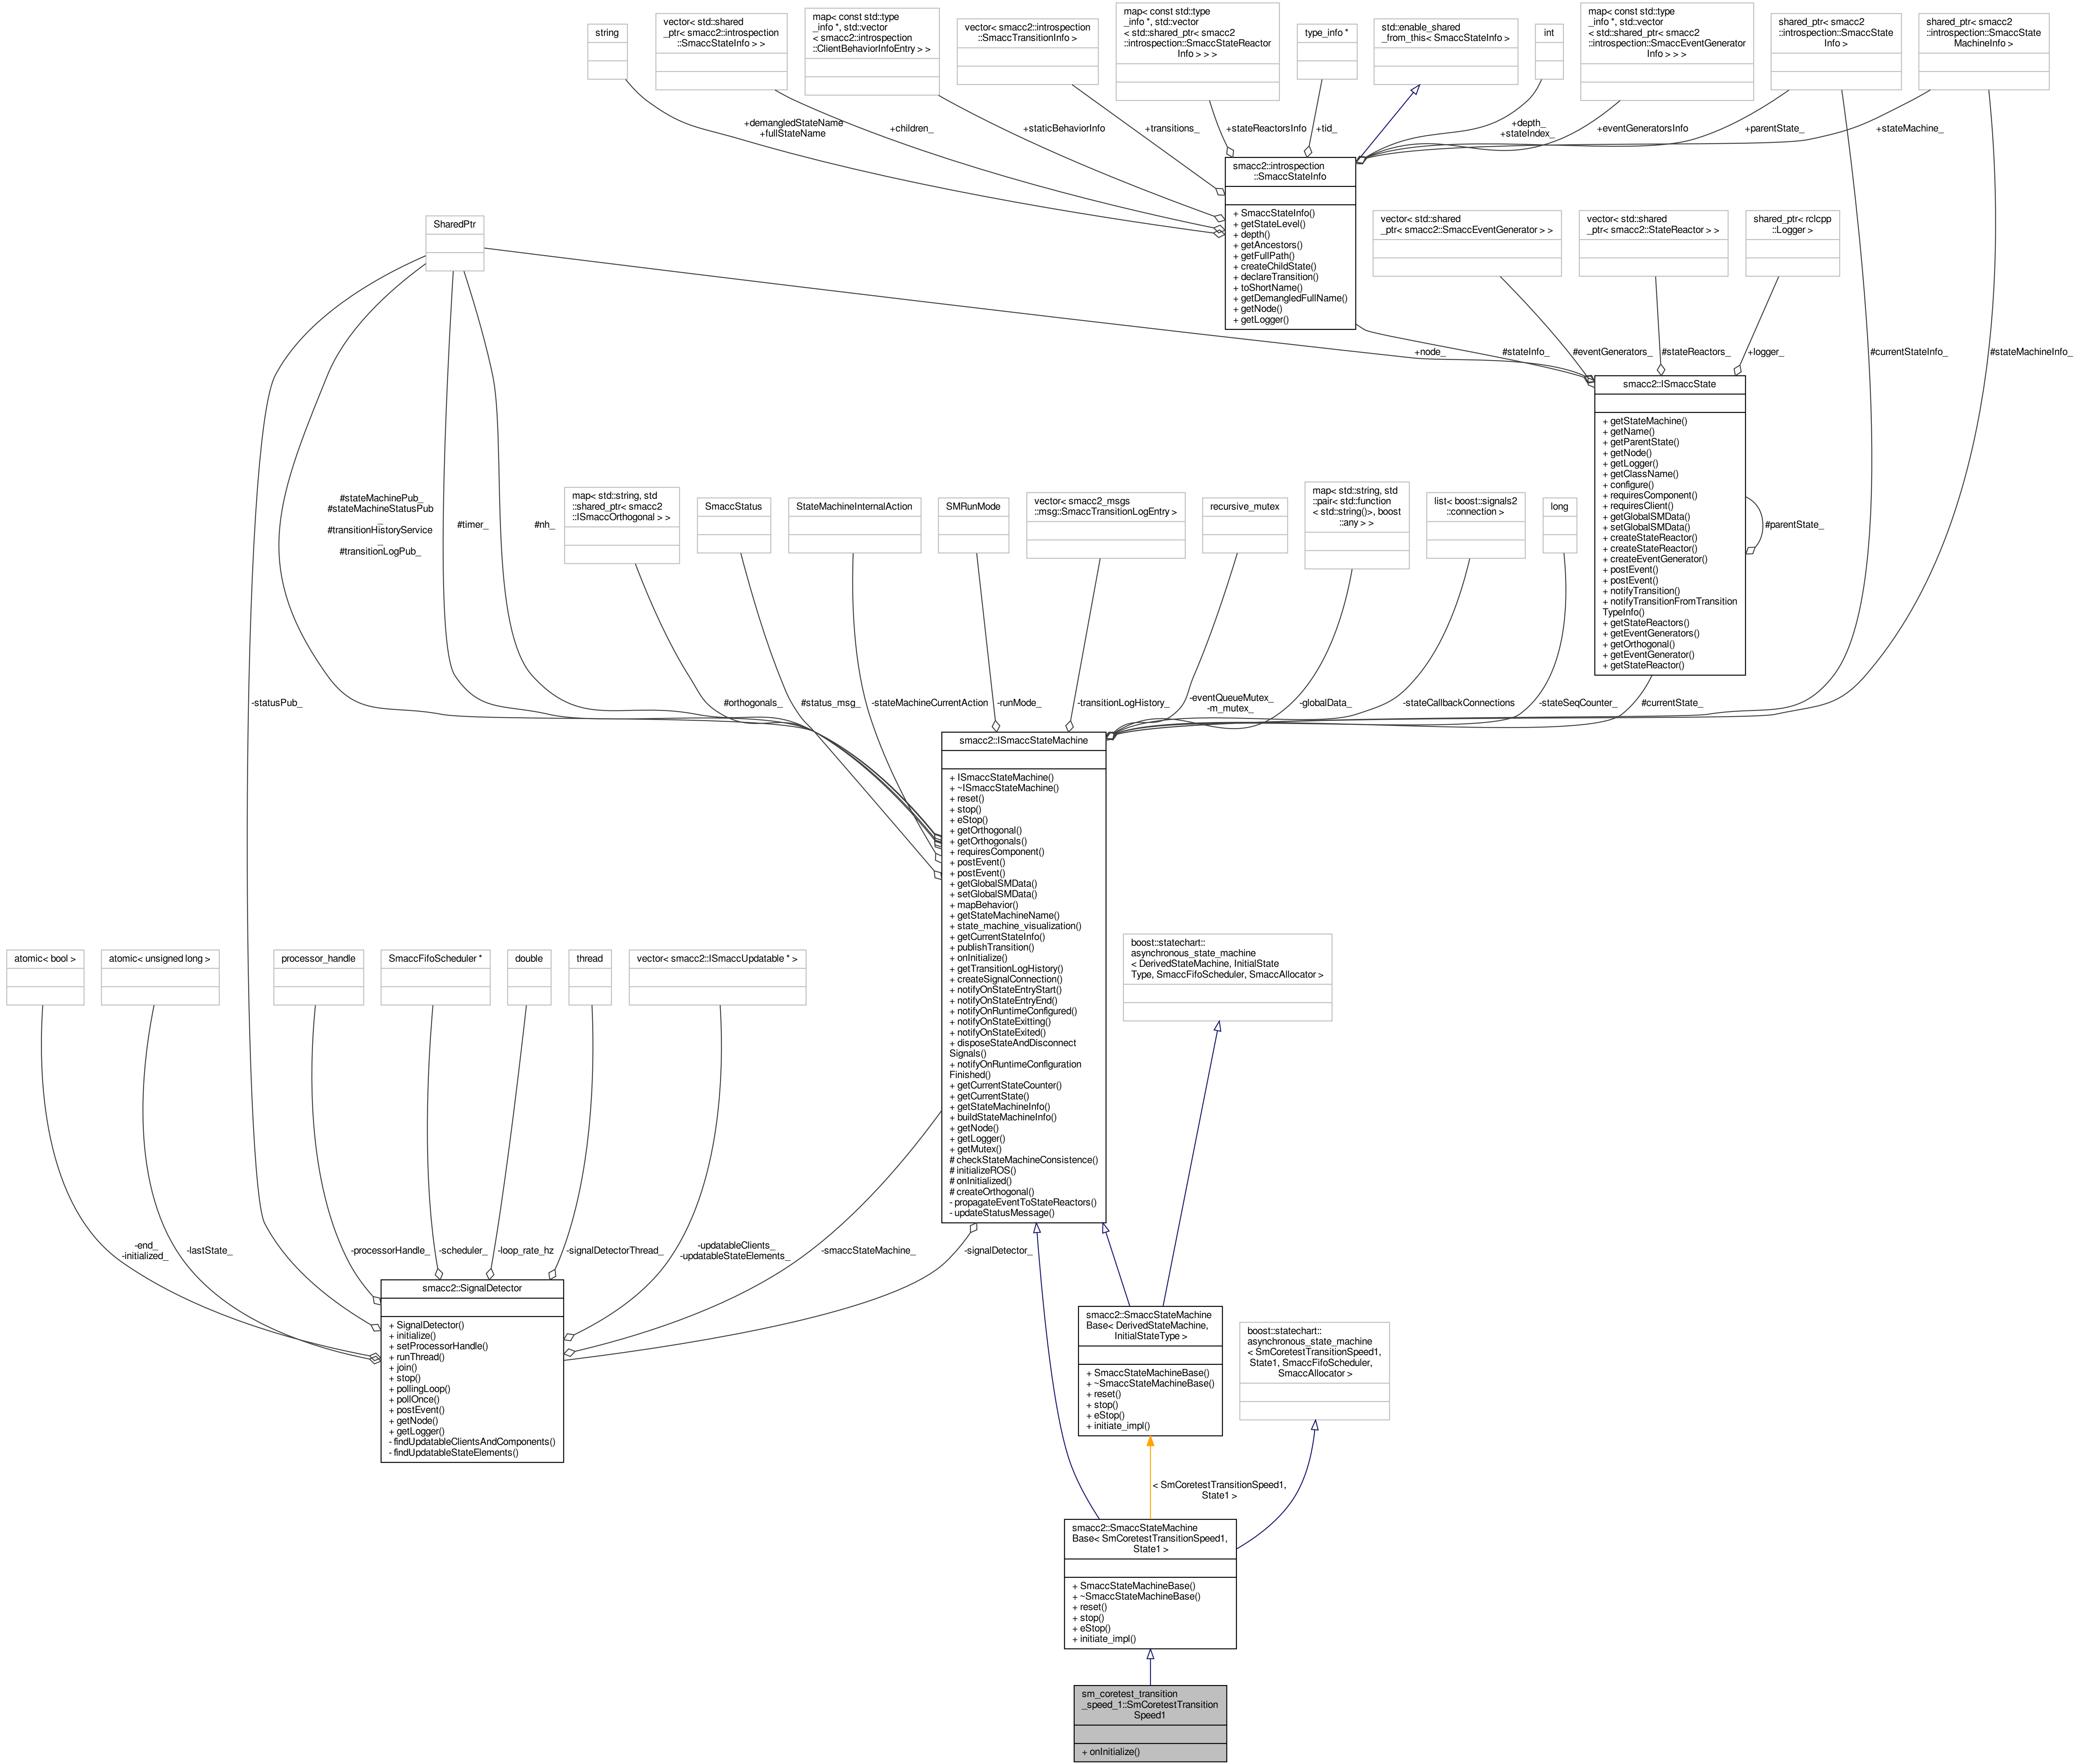 string
vector< std::shared
_ptr< smacc2::introspection
::SmaccStateInfo > >
map< const std::type
_info *, std::vector
< smacc2::introspection
::ClientBehaviorInfoEntry > >
vector< smacc2::introspection
::SmaccTransitionInfo >
map< const std::type
_info *, std::vector
< std::shared_ptr< smacc2
::introspection::SmaccStateReactor
Info > > >
type_info *
std::enable_shared
_from_this< SmaccStateInfo >
int
map< const std::type
_info *, std::vector
< std::shared_ptr< smacc2
::introspection::SmaccEventGenerator
Info > > >
shared_ptr< smacc2
::introspection::SmaccState
Info >
shared_ptr< smacc2
::introspection::SmaccState
MachineInfo >
+demangledStateName
+fullStateName
+children_
+staticBehaviorInfo
+transitions_
+stateReactorsInfo
+tid_
+depth_
+stateIndex_
+eventGeneratorsInfo
+parentState_
+stateMachine_
smacc2::introspection
::SmaccStateInfo
+ SmaccStateInfo()
+ getStateLevel()
+ depth()
+ getAncestors()
+ getFullPath()
+ createChildState()
+ declareTransition()
+ toShortName()
+ getDemangledFullName()
+ getNode()
+ getLogger()
SharedPtr
vector< std::shared
_ptr< smacc2::SmaccEventGenerator > >
vector< std::shared
_ptr< smacc2::StateReactor > >
shared_ptr< rclcpp
::Logger >
+node_
#stateInfo_
#eventGenerators_
#stateReactors_
+logger_
#currentStateInfo_
#stateMachineInfo_
smacc2::ISmaccState
+ getStateMachine()
+ getName()
+ getParentState()
+ getNode()
+ getLogger()
+ getClassName()
+ configure()
+ requiresComponent()
+ requiresClient()
+ getGlobalSMData()
+ setGlobalSMData()
+ createStateReactor()
+ createStateReactor()
+ createEventGenerator()
+ postEvent()
+ postEvent()
+ notifyTransition()
+ notifyTransitionFromTransition
TypeInfo()
+ getStateReactors()
+ getEventGenerators()
+ getOrthogonal()
+ getEventGenerator()
+ getStateReactor()
#parentState_
#stateMachinePub_
#stateMachineStatusPub
_
#transitionHistoryService
_
#transitionLogPub_
#timer_
#nh_
map< std::string, std
::shared_ptr< smacc2
::ISmaccOrthogonal > >
SmaccStatus
StateMachineInternalAction
SMRunMode
vector< smacc2_msgs
::msg::SmaccTransitionLogEntry >
recursive_mutex
map< std::string, std
::pair< std::function
< std::string()>, boost
::any > >
list< boost::signals2
::connection >
long
-statusPub_
#orthogonals_
#status_msg_
-stateMachineCurrentAction
-runMode_
-transitionLogHistory_
-eventQueueMutex_
-m_mutex_
-globalData_
-stateCallbackConnections
-stateSeqCounter_
#currentState_
smacc2::ISmaccStateMachine
+ ISmaccStateMachine()
+ ~ISmaccStateMachine()
+ reset()
+ stop()
+ eStop()
+ getOrthogonal()
+ getOrthogonals()
+ requiresComponent()
+ postEvent()
+ postEvent()
+ getGlobalSMData()
+ setGlobalSMData()
+ mapBehavior()
+ getStateMachineName()
+ state_machine_visualization()
+ getCurrentStateInfo()
+ publishTransition()
+ onInitialize()
+ getTransitionLogHistory()
+ createSignalConnection()
+ notifyOnStateEntryStart()
+ notifyOnStateEntryEnd()
+ notifyOnRuntimeConfigured()
+ notifyOnStateExitting()
+ notifyOnStateExited()
+ disposeStateAndDisconnect
Signals()
+ notifyOnRuntimeConfiguration
Finished()
+ getCurrentStateCounter()
+ getCurrentState()
+ getStateMachineInfo()
+ buildStateMachineInfo()
+ getNode()
+ getLogger()
+ getMutex()
# checkStateMachineConsistence()
# initializeROS()
# onInitialized()
# createOrthogonal()
- propagateEventToStateReactors()
- updateStatusMessage()
atomic< bool >
atomic< unsigned long >
processor_handle
SmaccFifoScheduler *
double
thread
vector< smacc2::ISmaccUpdatable * >
boost::statechart::
asynchronous_state_machine
< DerivedStateMachine, InitialState
Type, SmaccFifoScheduler, SmaccAllocator >
-end_
-initialized_
-lastState_
-processorHandle_
-scheduler_
-loop_rate_hz
-signalDetectorThread_
-updatableClients_
-updatableStateElements_
-smaccStateMachine_
-signalDetector_
smacc2::SignalDetector
+ SignalDetector()
+ initialize()
+ setProcessorHandle()
+ runThread()
+ join()
+ stop()
+ pollingLoop()
+ pollOnce()
+ postEvent()
+ getNode()
+ getLogger()
- findUpdatableClientsAndComponents()
- findUpdatableStateElements()
smacc2::SmaccStateMachine
Base< DerivedStateMachine,
InitialStateType >
+ SmaccStateMachineBase()
+ ~SmaccStateMachineBase()
+ reset()
+ stop()
+ eStop()
+ initiate_impl()
boost::statechart::
asynchronous_state_machine
< SmCoretestTransitionSpeed1,
State1, SmaccFifoScheduler,
SmaccAllocator >
< SmCoretestTransitionSpeed1,
State1 >
smacc2::SmaccStateMachine
Base< SmCoretestTransitionSpeed1,
State1 >
+ SmaccStateMachineBase()
+ ~SmaccStateMachineBase()
+ reset()
+ stop()
+ eStop()
+ initiate_impl()
sm_coretest_transition
_speed_1::SmCoretestTransition
Speed1
+ onInitialize()